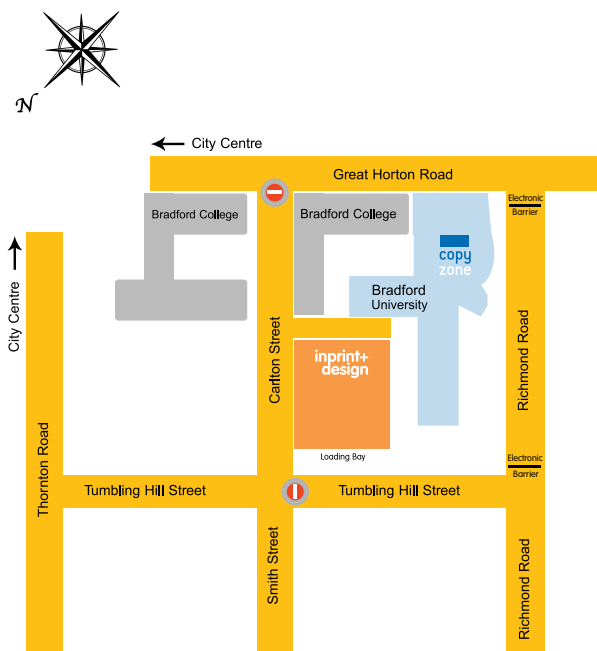 N
City Centre
Great Horton Road
Bradford College
Bradford College
Electronic
Barrier
copy
zone
City Centre
Bradford
University
Carlton Street
inprint+
design
Richmond Road
Thornton Road
Loading Bay
Electronic
Barrier
Tumbling Hill Street
Tumbling Hill Street
Smith Street
Richmond Road